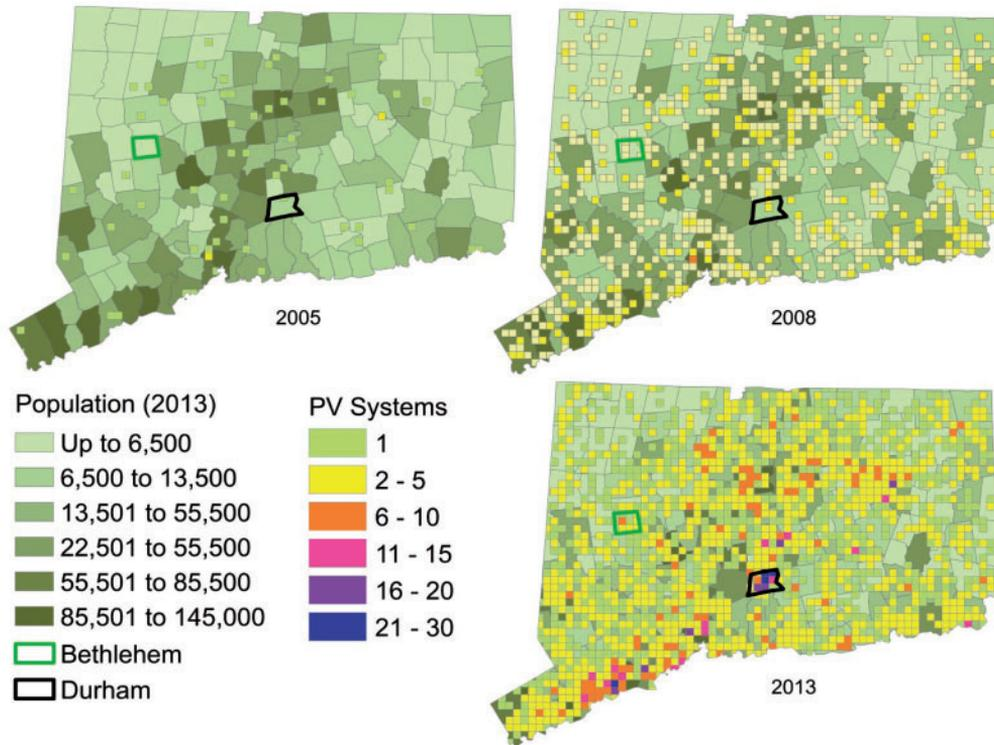 2005
2008
Population (2013)
Up to 6,500
6,500 to 13,500
13,501 to 55,500
22,501 to 55,500
55,501 to 85,500
85,501 to 145,000
Bethlehem
Durham
PV Systems
1
2 - 5
6 - 10
11 - 15
16 - 20
21 - 30
2013